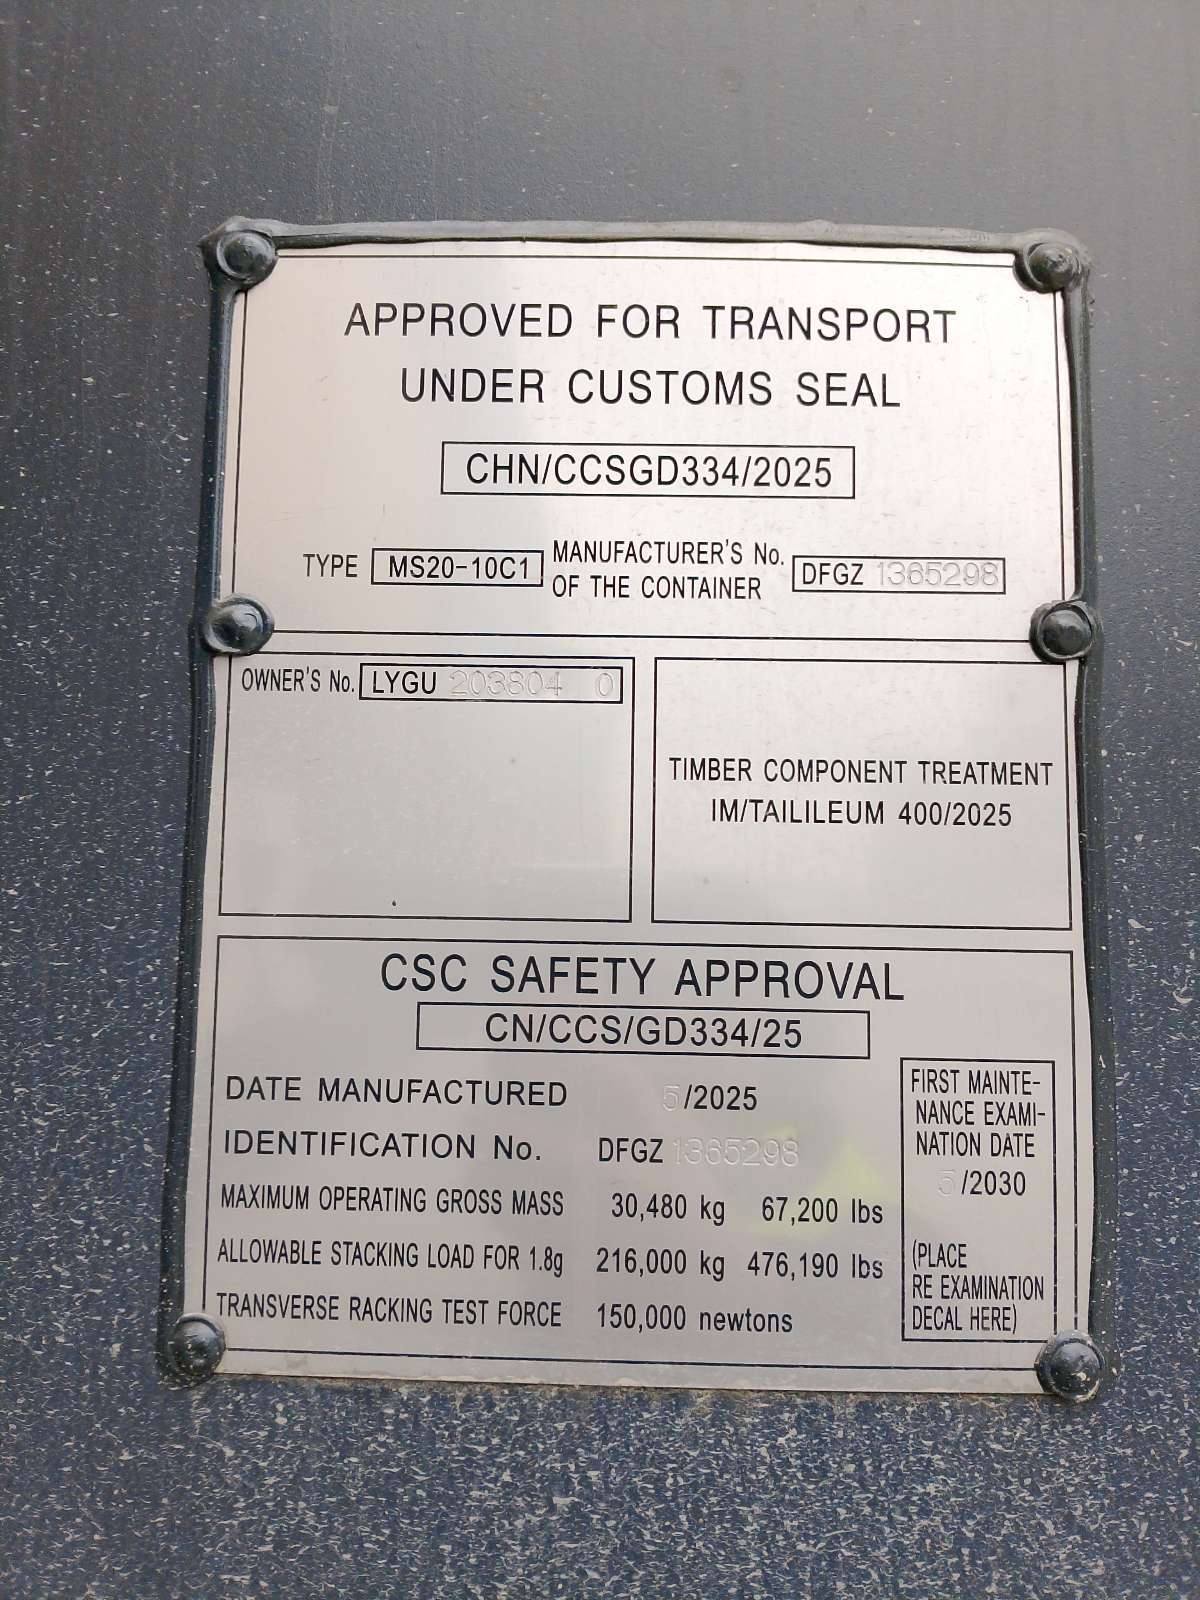 APPROVED FOR TRANSPORT
UNDER CUSTOMS SEAL
CHN/CCSGD334/2025
TYPE MS20-10C1 MANUFACTURER'S No. OF THE CONTAINER DFGZ 1365298
OWNER'S No. LYGU 203804 0
TIMBER COMPONENT TREATMENT
IM/TAILILEUM 400/2025
CSC SAFETY APPROVAL
CN/CCS/GD334/25
DATE MANUFACTURED 5/2025
IDENTIFICATION No. DFGZ 1365298
MAXIMUM OPERATING GROSS MASS 30,480 kg 67,200 lbs
ALLOWABLE STACKING LOAD FOR 1.8g 216,000 kg 476,190 lbs
TRANSVERSE RACKING TEST FORCE 150,000 newtons
FIRST MAINTE-
NANCE EXAMI-
NATION DATE
5/2030
(PLACE
RE EXAMINATION
DECAL HERE)